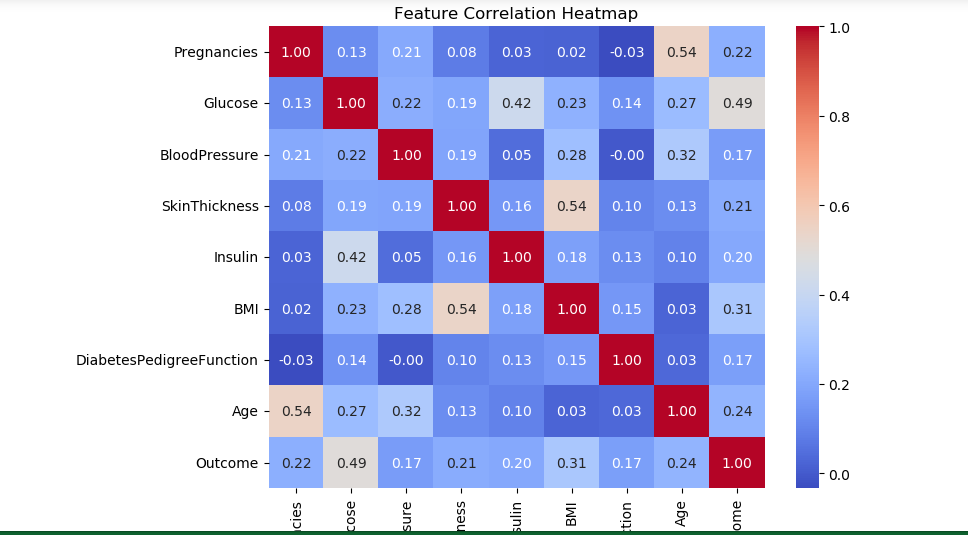 Feature Correlation Heatmap
Pregnancies 1.00 0.13 0.21 0.08 0.03 0.02 -0.03 0.54 0.22
Glucose 0.13 1.00 0.22 0.19 0.42 0.23 0.14 0.27 0.49
BloodPressure 0.21 0.22 1.00 0.19 0.05 0.28 -0.00 0.32 0.17
SkinThickness 0.08 0.19 0.19 1.00 0.16 0.54 0.10 0.13 0.21
Insulin 0.03 0.42 0.05 0.16 1.00 0.18 0.13 0.10 0.20
BMI 0.02 0.23 0.28 0.54 0.18 1.00 0.15 0.03 0.31
DiabetesPedigreeFunction -0.03 0.14 -0.00 0.10 0.13 0.15 1.00 0.03 0.17
Age 0.54 0.27 0.32 0.13 0.10 0.03 0.03 1.00 0.24
Outcome 0.22 0.49 0.17 0.21 0.20 0.31 0.17 0.24 1.00
ncies cose sure ness sulin BMI ction Age ome
1.0
0.8
0.6
0.4
0.2
0.0